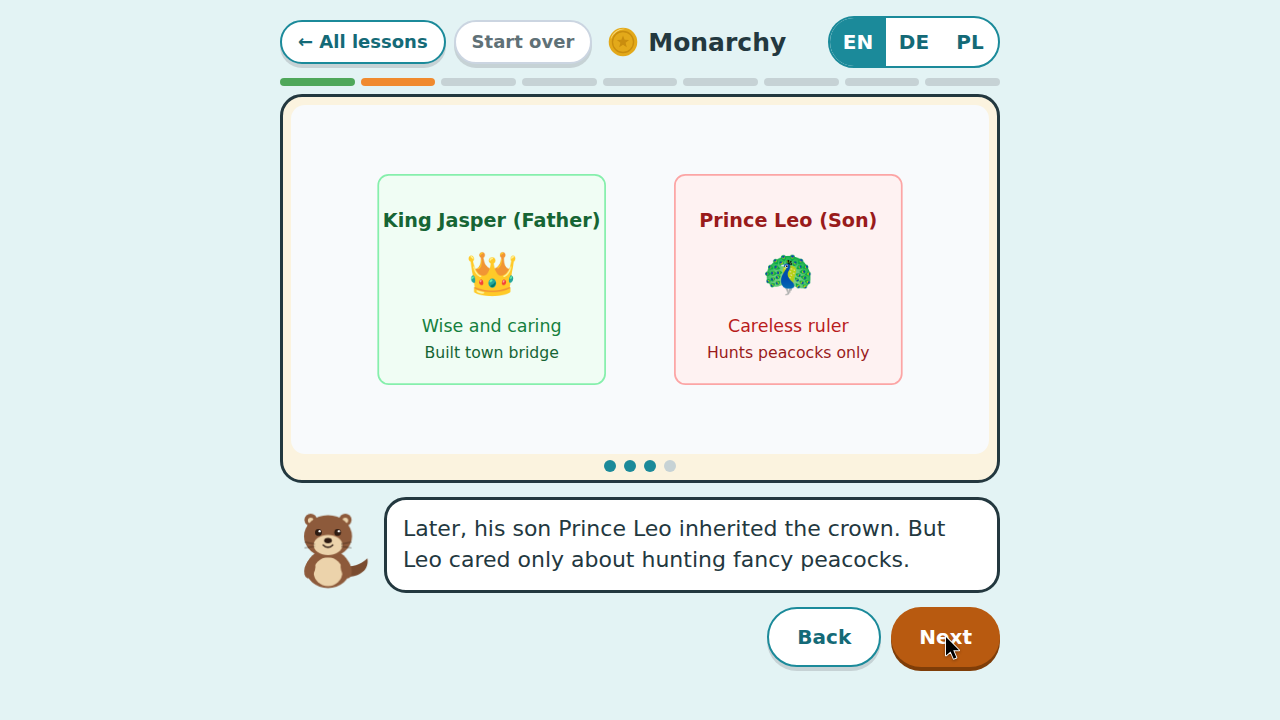 ← All lessons
Start over
Monarchy
EN
DE
PL
King Jasper (Father)
Wise and caring
Built town bridge
Prince Leo (Son)
Careless ruler
Hunts peacocks only
Later, his son Prince Leo inherited the crown. But
Leo cared only about hunting fancy peacocks.
Back
Next